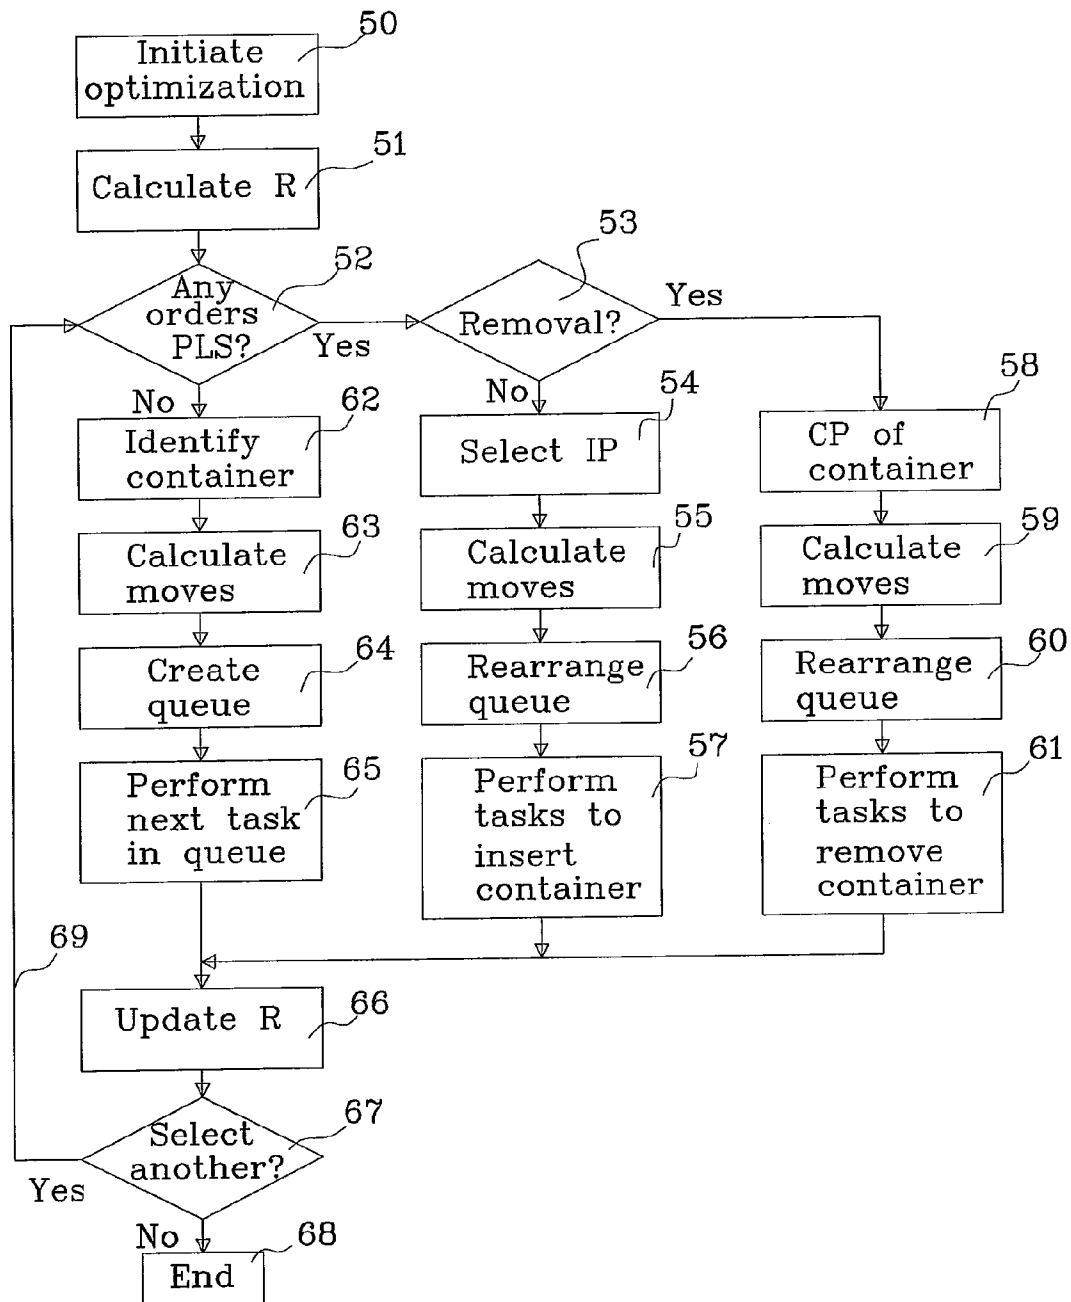 50
Initiate
optimization
51
Calculate R
52
Any
orders
PLS?
Yes
No
53
Removal?
Yes
No
62
Identify
container
63
Calculate
moves
64
Create
queue
65
Perform
next task
in queue
54
Select IP
55
Calculate
moves
56
Rearrange
queue
57
Perform
tasks to
insert
container
58
CP of
container
59
Calculate
moves
60
Rearrange
queue
61
Perform
tasks to
remove
container
69
66
Update R
67
Select
another?
Yes
No
68
End